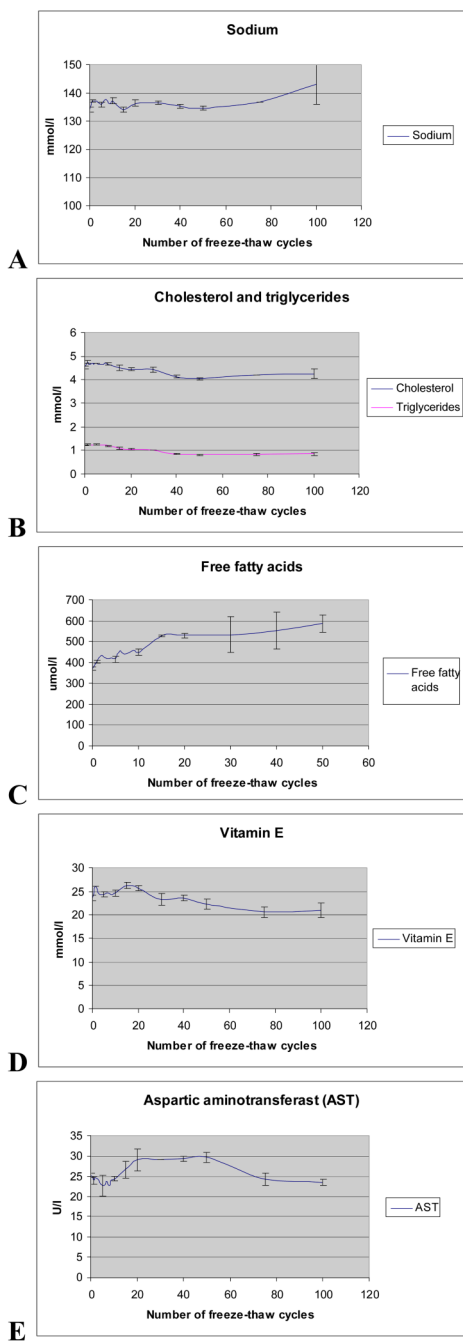 Sodium
150
140
130
120
110
100
mmol/l
0 20 40 60 80 100 120
Number of freeze-thaw cycles
Sodium
A
Cholesterol and triglycerides
6
5
4
3
2
1
0
mmol/l
0 20 40 60 80 100 120
Number of freeze-thaw cycles
Cholesterol
Triglycerides
B
Free fatty acids
700
600
500
400
300
200
100
0
umol/l
0 10 20 30 40 50 60
Number of freeze-thaw cycles
Free fatty
acids
C
Vitamin E
30
25
20
15
10
5
0
mmol/l
0 20 40 60 80 100 120
Number of freeze-thaw cycles
Vitamin E
D
Aspartic aminotransferast (AST)
35
30
25
20
15
10
5
0
U/l
0 20 40 60 80 100 120
Number of freeze-thaw cycles
AST
E